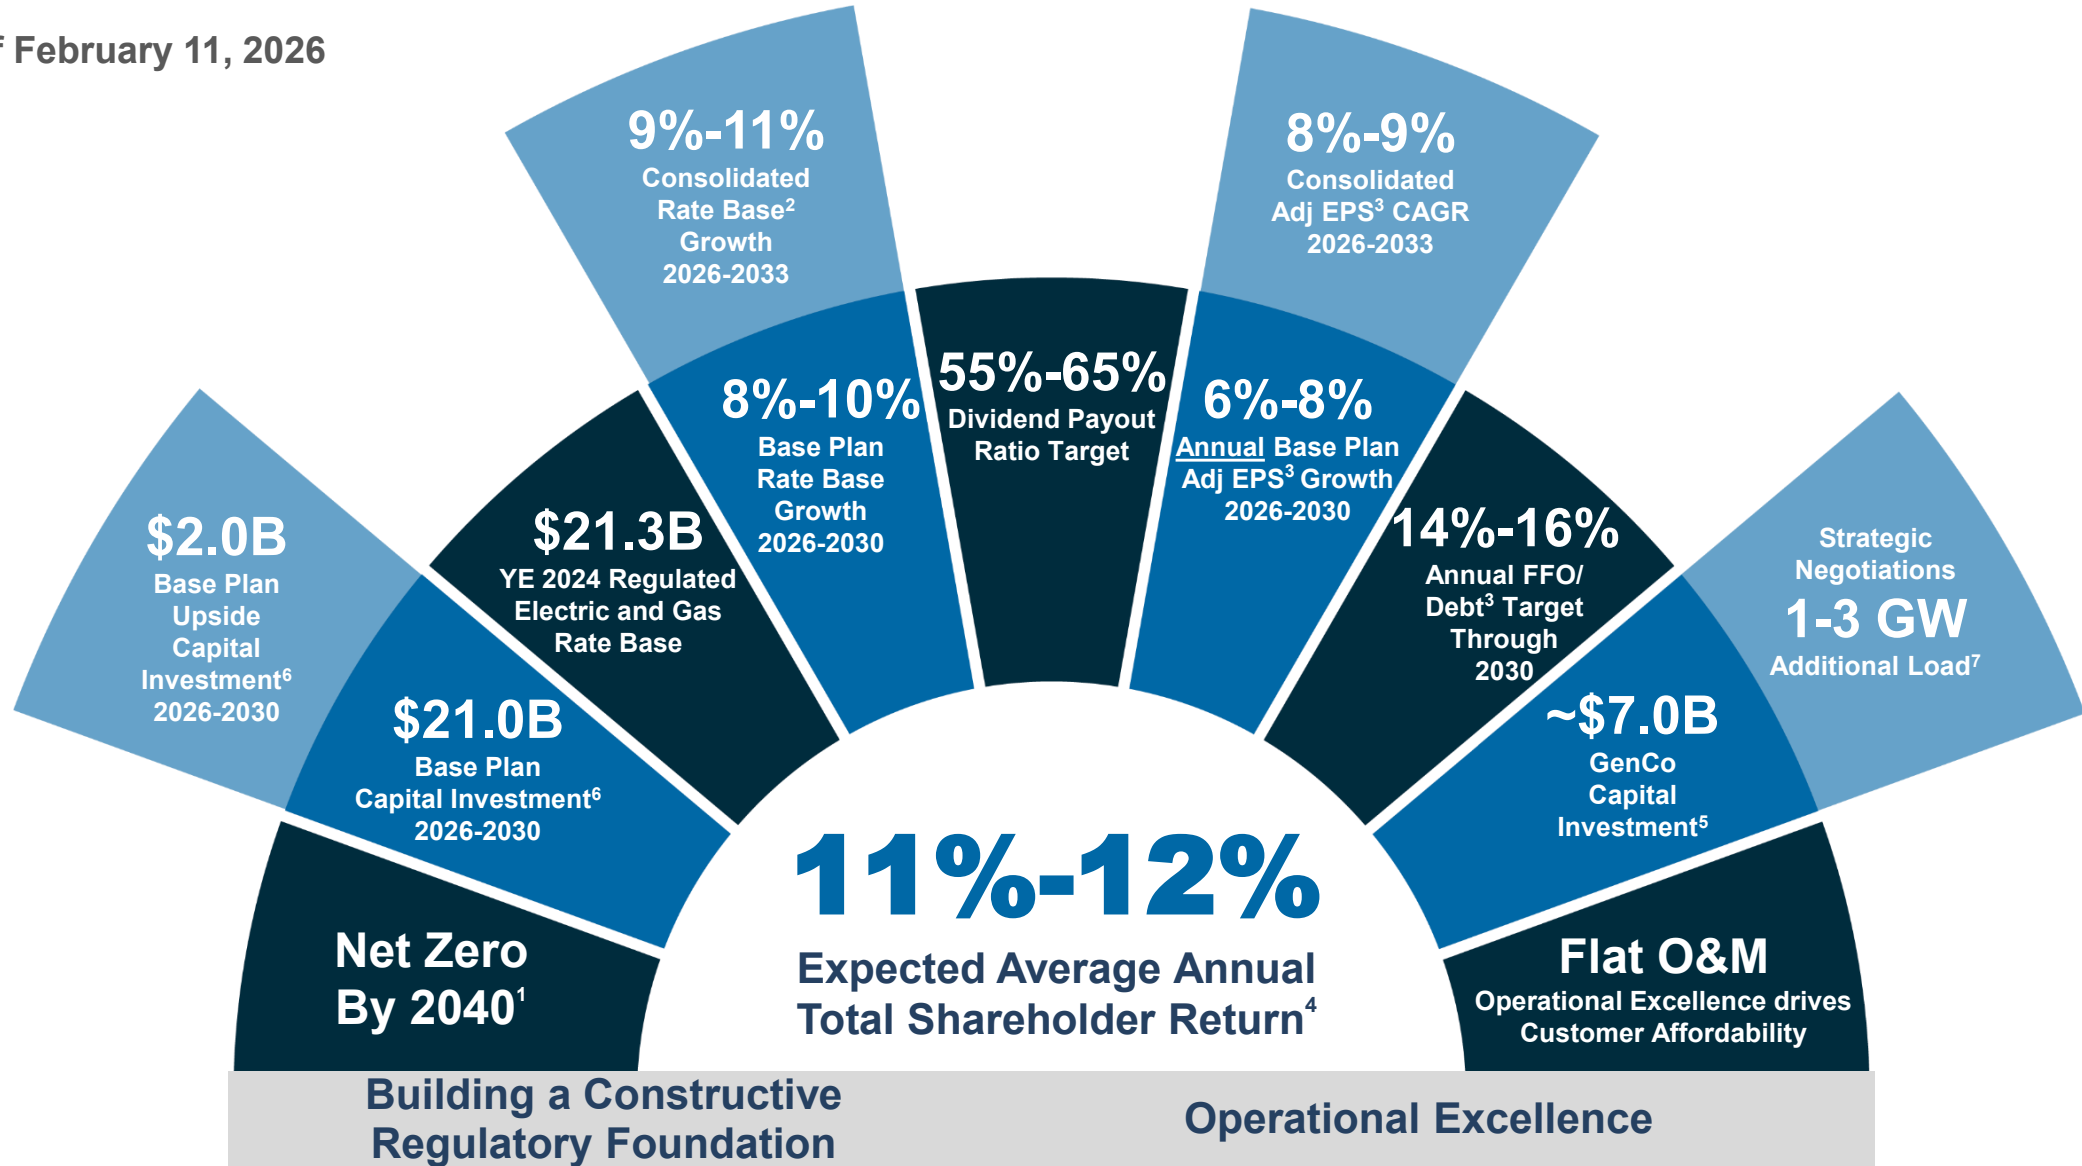 February 11, 2026
9%-11%
Consolidated
Rate Base²
Growth
2026-2033
8%-9%
Consolidated
Adj EPS³ CAGR
2026-2033
$2.0B
Base Plan
Upside
Capital
Investment⁶
2026-2030
$21.0B
Base Plan
Capital Investment⁶
2026-2030
$21.3B
YE 2024 Regulated
Electric and Gas
Rate Base
8%-10%
Base Plan
Rate Base
Growth
2026-2030
55%-65%
Dividend Payout
Ratio Target
6%-8%
Annual Base Plan
Adj EPS³ Growth
2026-2030
14%-16%
Annual FFO/
Debt³ Target
Through
2030
~$7.0B
GenCo
Capital
Investment⁵
Strategic
Negotiations
1-3 GW
Additional Load⁷
Net Zero
By 2040¹
11%-12%
Expected Average Annual
Total Shareholder Return⁴
Flat O&M
Operational Excellence drives
Customer Affordability
Building a Constructive
Regulatory Foundation
Operational Excellence